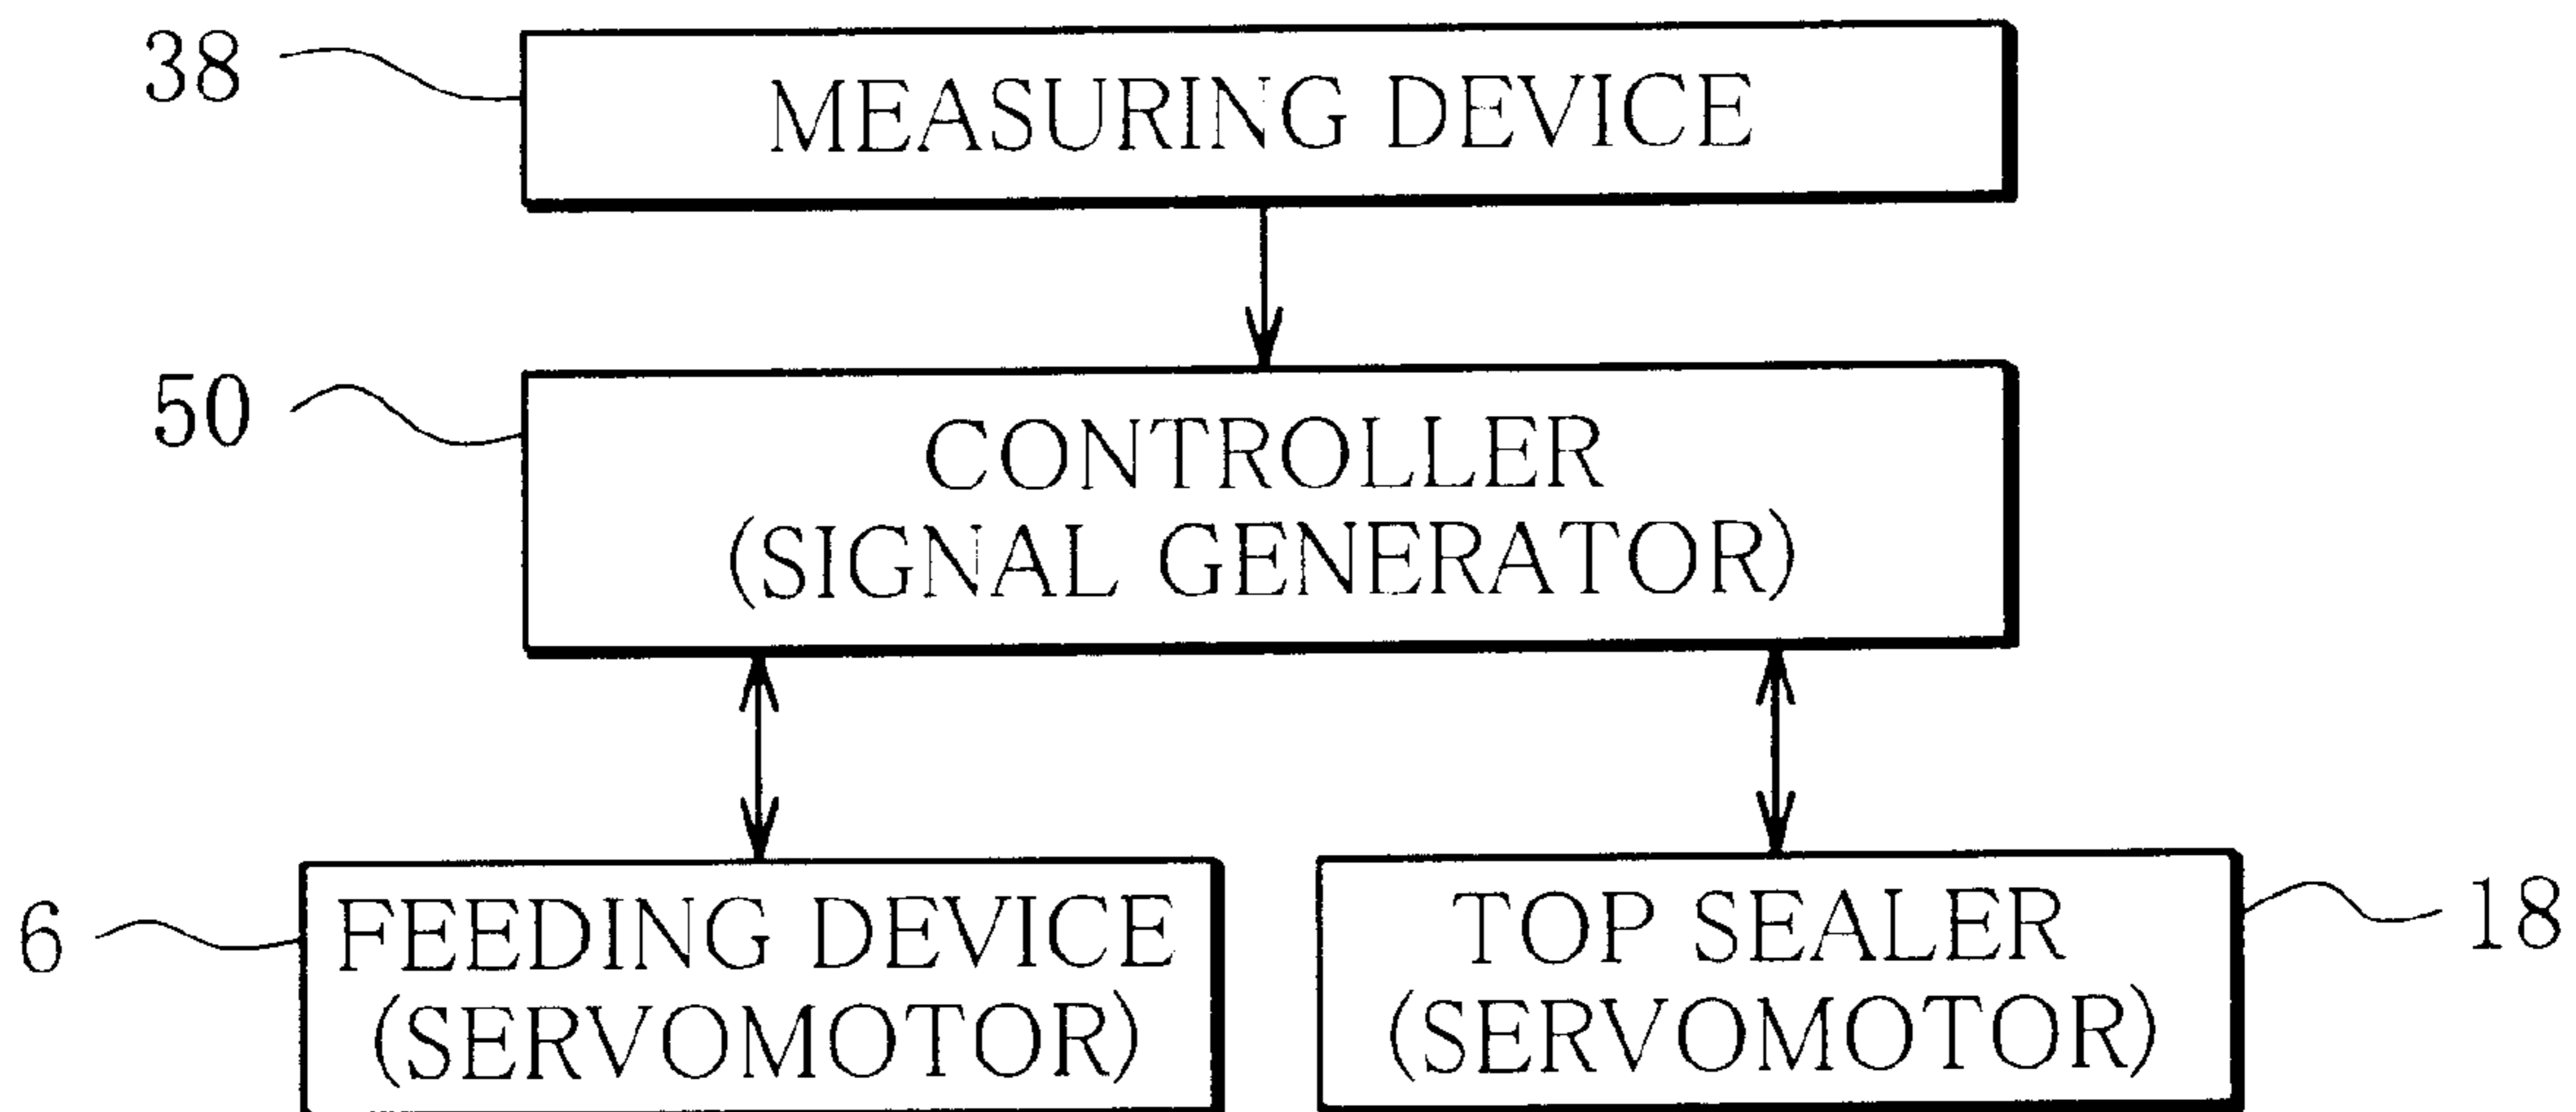 38
MEASURING DEVICE
50
CONTROLLER
(SIGNAL GENERATOR)
6
FEEDING DEVICE
(SERVOMOTOR)
TOP SEALER
(SERVOMOTOR)
18